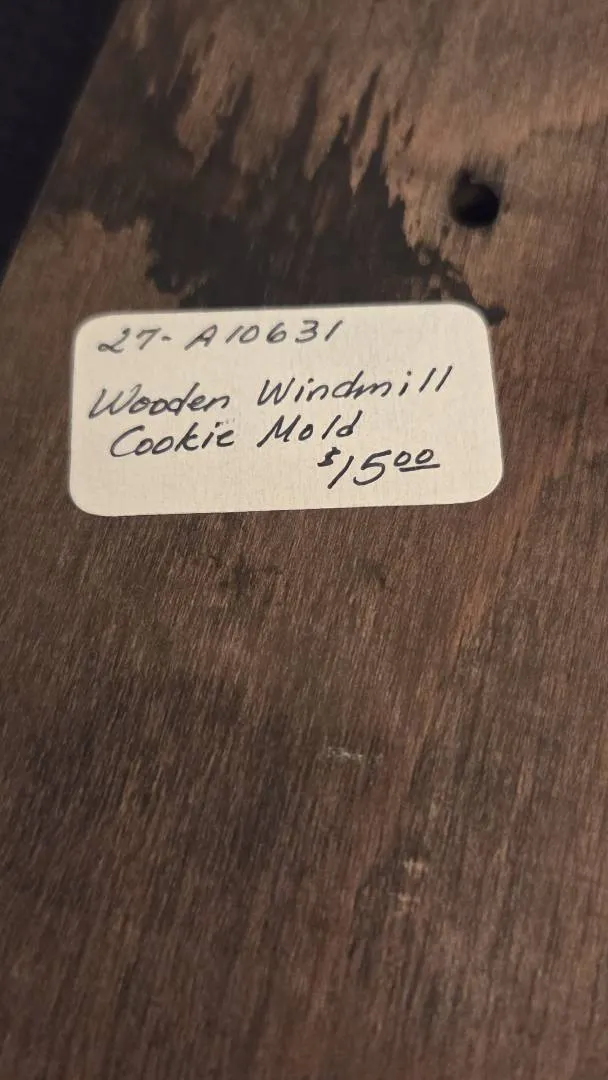 27-A10631
Wooden Windmill
Cookie Mold
$15.00